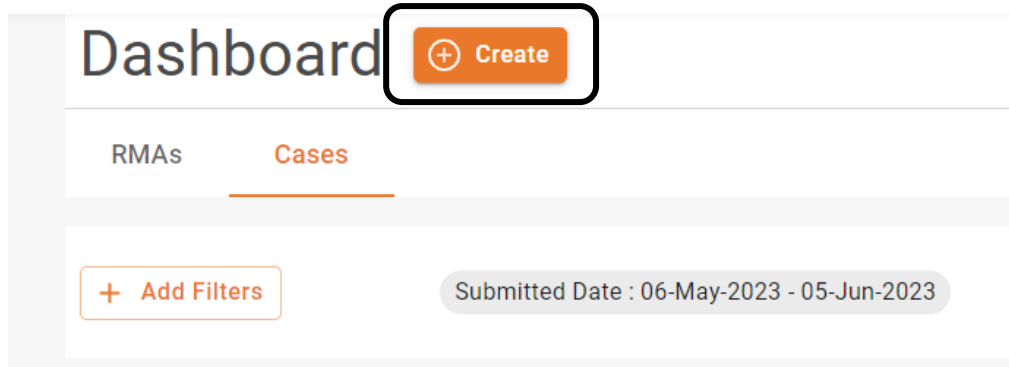 Dashboard Create
RMAs Cases
+ Add Filters Submitted Date : 06-May-2023 - 05-Jun-2023